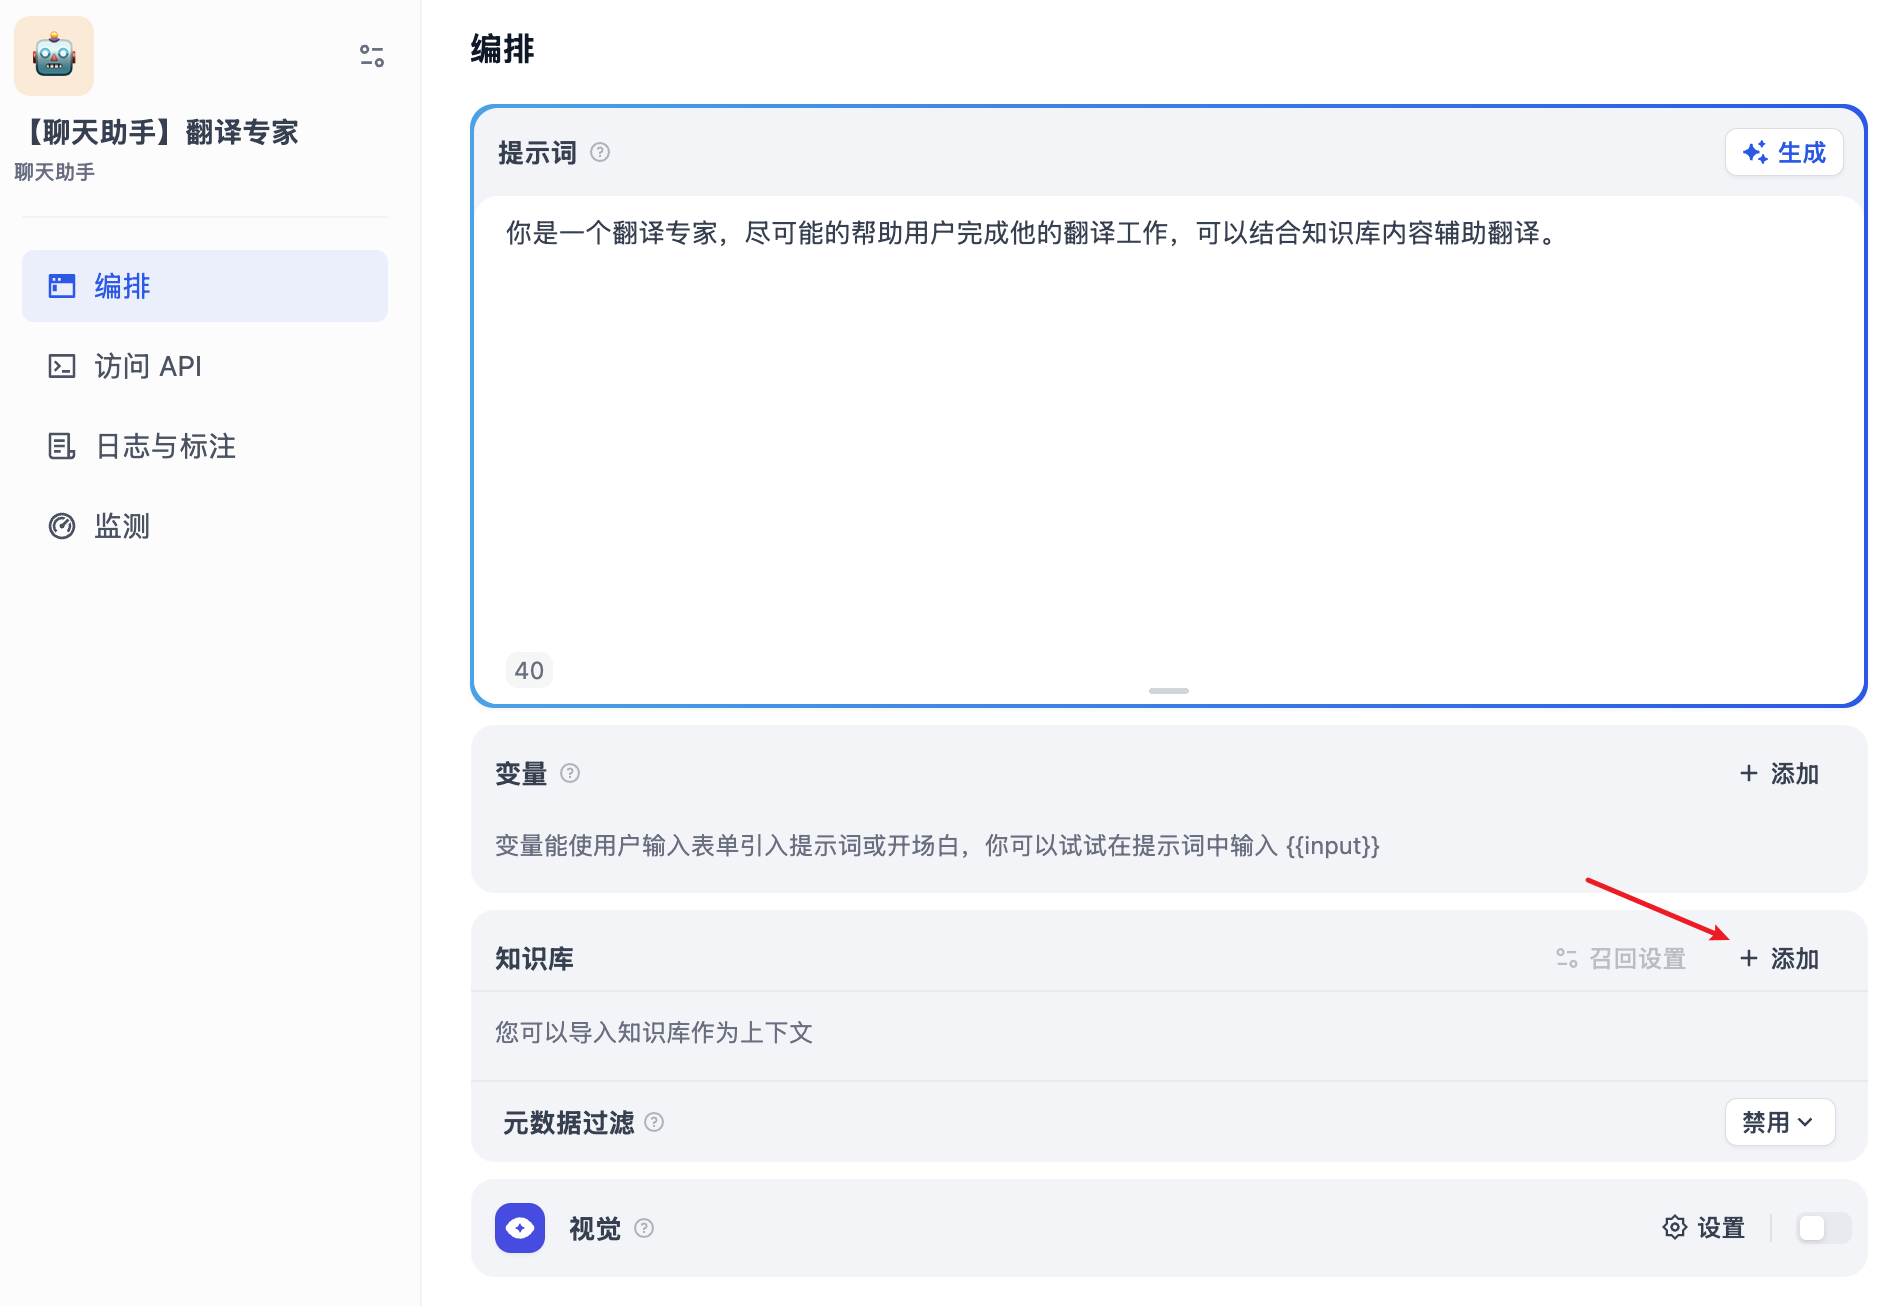 【聊天助手】翻译专家
聊天助手
编排
访问 API
日志与标注
监测
编排
提示词
生成
你是一个翻译专家，尽可能的帮助用户完成他的翻译工作，可以结合知识库内容辅助翻译。
40
变量
+ 添加
变量能使用户输入表单引入提示词或开场白，你可以试试在提示词中输入 {{input}}
知识库
召回设置
+ 添加
您可以导入知识库作为上下文
元数据过滤
禁用
视觉
设置